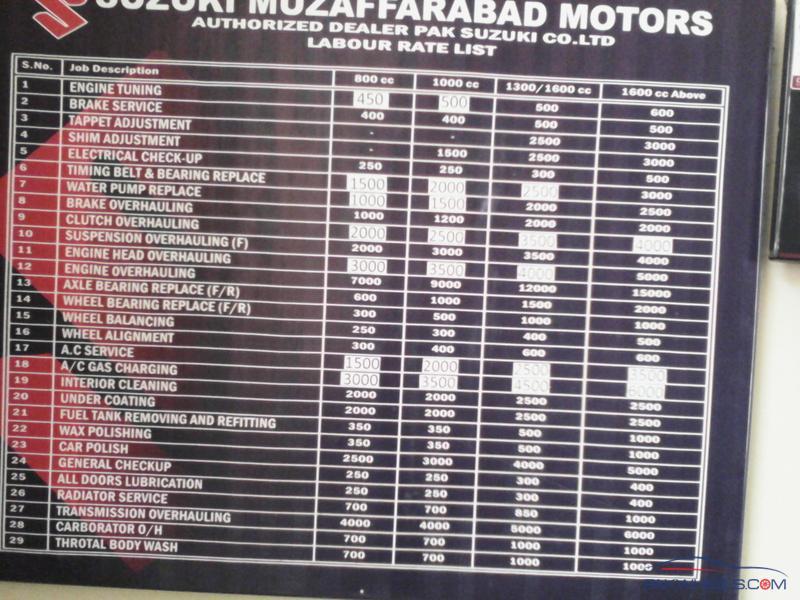 SUZUKI MUZAFFARABAD MOTORS
AUTHORIZED DEALER PAK SUZUKI CO.LTD
LABOUR RATE LIST
S.No. Job Description 800 cc 1000 cc 1300/1600 cc 1600 cc Above
1 ENGINE TUNING 450 500 500 600
2 BRAKE SERVICE 400 400 500 500
3 TAPPET ADJUSTMENT - - 2500 3000
4 SHIM ADJUSTMENT - 1500 2500 3000
5 ELECTRICAL CHECK-UP 250 250 300 500
6 TIMING BELT & BEARING REPLACE 1500 2000 2500 3000
7 WATER PUMP REPLACE 1000 1500 2000 2500
8 BRAKE OVERHAULING 1000 1200 2000 2000
9 CLUTCH OVERHAULING 2000 2500 3500 4000
10 SUSPENSION OVERHAULING (F) 2000 3000 3500 4000
11 ENGINE HEAD OVERHAULING 3000 3500 4000 5000
12 ENGINE OVERHAULING 7000 9000 12000 15000
13 AXLE BEARING REPLACE (F/R) 600 1000 1500 2000
14 WHEEL BEARING REPLACE (F/R) 300 500 1000 1000
15 WHEEL BALANCING 250 300 400 500
16 WHEEL ALIGNMENT 300 400 600 600
17 A.C SERVICE 1500 2000 2500 3500
18 A/C GAS CHARGING 3000 3500 4500
19 INTERIOR CLEANING 2000 2000 2500 2500
20 UNDER COATING 2000 2000 2500 2500
21 FUEL TANK REMOVING AND REFITTING 350 350 500 1000
22 WAX POLISHING 350 350 500 1000
23 CAR POLISH 2500 3000 4000 5000
24 GENERAL CHECKUP 250 250 300 400
25 ALL DOORS LUBRICATION 250 250 300 400
26 RADIATOR SERVICE 700 700 850 1000
27 TRANSMISSION OVERHAULING 4000 4000 5000 6000
28 CARBORATOR O/H 700 700 1000 1000
29 THROTAL BODY WASH 700 700 1000 1000